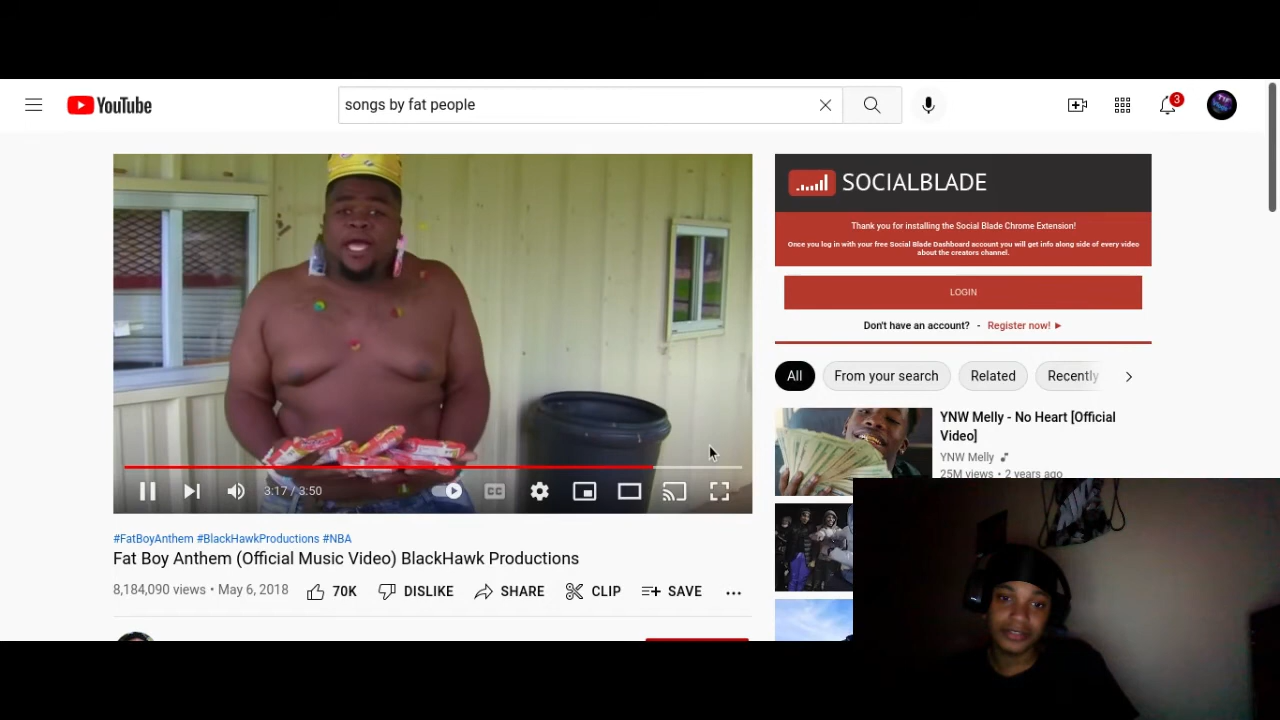 YouTube
songs by fat people
3
SOCIALBLADE
Thank you for installing the Social Blade Chrome Extension!
Once you log in with your free Social Blade Dashboard account you will get info along side of every video
about the creators channel.
LOGIN
Don't have an account? - Register now! ►
All
From your search
Related
Recently
YNW Melly - No Heart [Official
Video]
YNW Melly
25M views • 2 years ago
CC
3:17 / 3:50
#FatBoyAnthem #BlackHawkProductions #NBA
Fat Boy Anthem (Official Music Video) BlackHawk Productions
8,184,090 views • May 6, 2018
70K
DISLIKE
SHARE
CLIP
SAVE